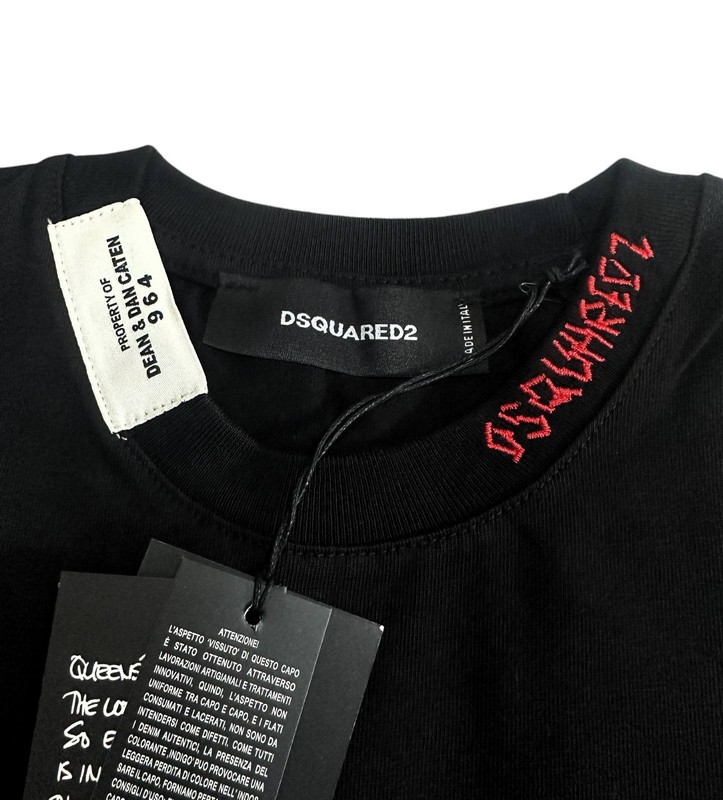 PROPERTY OF
DEAN & DAN CATEN
964
DSQUARED2
ADE IN ITAL
DSQUARED2
ATTENZIONE!
L'ASPETTO 'VISSUTO' DI QUESTO CAPO
È STATO OTTENUTO ATTRAVERSO
LAVORAZIONI ARTIGIANALI E TRATTAMENTI
INNOVATIVI, QUINDI, L'ASPETTO NON
UNIFORME TRA CAPO E CAPO, E I FILATI
CONSUMATI E LACERATI, NON SONO DA
INTENDERSI COME DIFETTI, COME TUTTI
I DENIM AUTENTICI, LA PRESENZA DEL
COLORANTE 'INDIGO' PUÒ PROVOCARE UNA
LEGGERA PERDITA DI COLORE NELL'INDOS
SARE IL CAPO, FORNIAMO PERTA
CONSIGLI D'USO:
THE
SO E
IS IN